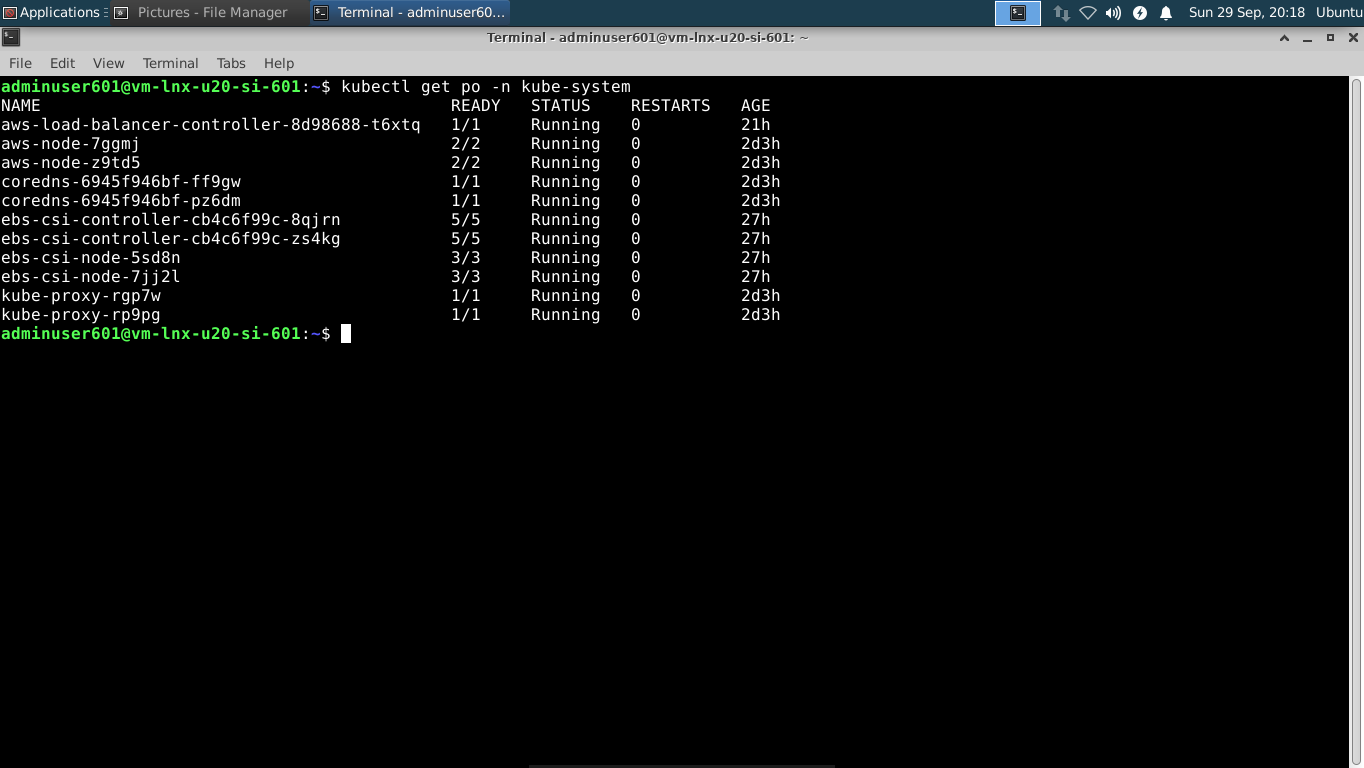 Applications Pictures - File Manager Terminal - adminuser60... Sun 29 Sep, 20:18 Ubuntu
Terminal - adminuser601@vm-lnx-u20-si-601: ~
File Edit View Terminal Tabs Help
adminuser601@vm-lnx-u20-si-601:~$ kubectl get po -n kube-system
NAME READY STATUS RESTARTS AGE
aws-load-balancer-controller-8d98688-t6xtq 1/1 Running 0 21h
aws-node-7ggmj 2/2 Running 0 2d3h
aws-node-z9td5 2/2 Running 0 2d3h
coredns-6945f946bf-ff9gw 1/1 Running 0 2d3h
coredns-6945f946bf-pz6dm 1/1 Running 0 2d3h
ebs-csi-controller-cb4c6f99c-8qjrn 5/5 Running 0 27h
ebs-csi-controller-cb4c6f99c-zs4kg 5/5 Running 0 27h
ebs-csi-node-5sd8n 3/3 Running 0 27h
ebs-csi-node-7jj2l 3/3 Running 0 27h
kube-proxy-rgp7w 1/1 Running 0 2d3h
kube-proxy-rp9pg 1/1 Running 0 2d3h
adminuser601@vm-lnx-u20-si-601:~$